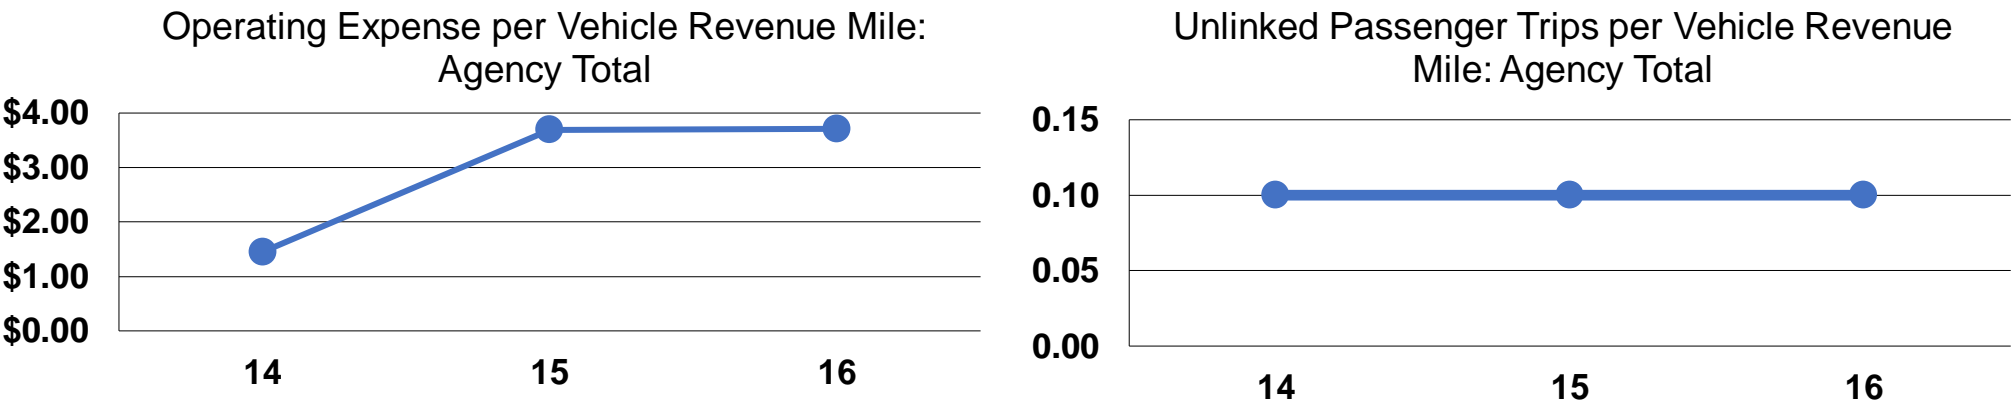 Operating Expense per Vehicle Revenue Mile:
Agency Total
$4.00
$3.00
$2.00
$1.00
$0.00
14 15 16
Unlinked Passenger Trips per Vehicle Revenue
Mile: Agency Total
0.15
0.10
0.05
0.00
14 15 16